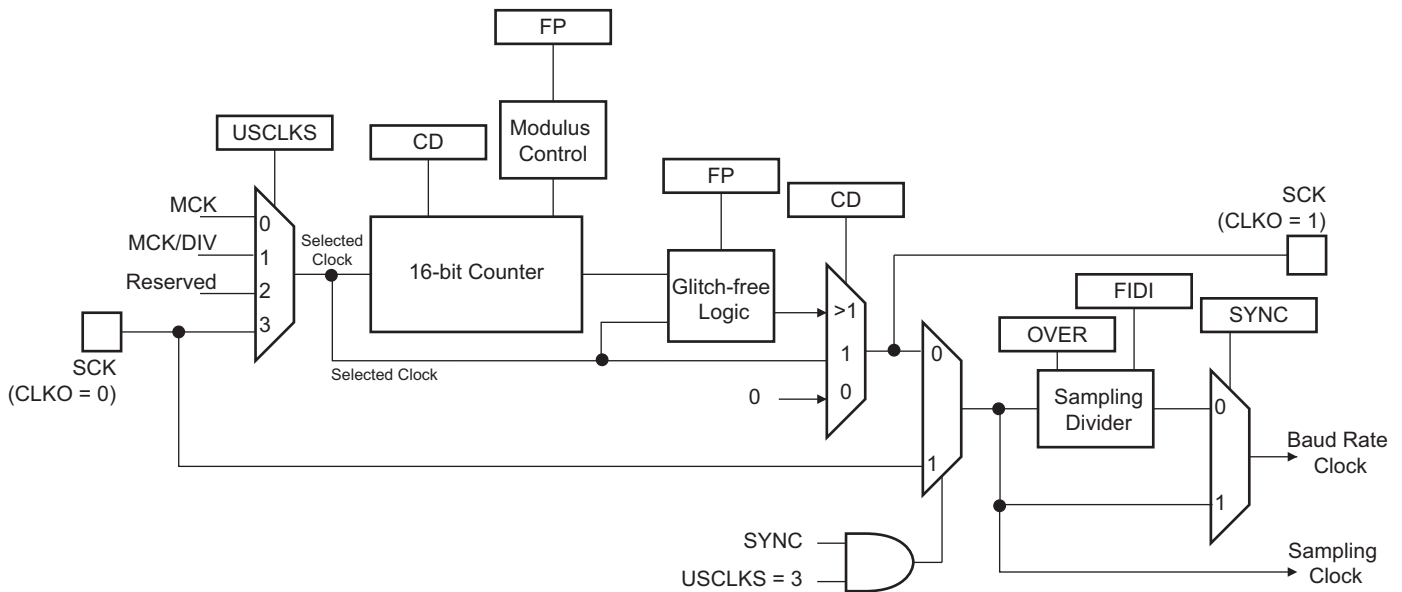 FP
USCLKS
CD
Modulus
Control
FP
CD
SCK
(CLKO = 1)
MCK
0
MCK/DIV
1
Selected
Clock
16-bit Counter
Reserved
2
Glitch-free
Logic
>1
FIDI
3
SCK
(CLKO = 0)
Selected Clock
1
0
OVER
SYNC
0
0
Sampling
Divider
0
Baud Rate
Clock
1
1
SYNC
USCLKS = 3
Sampling
Clock